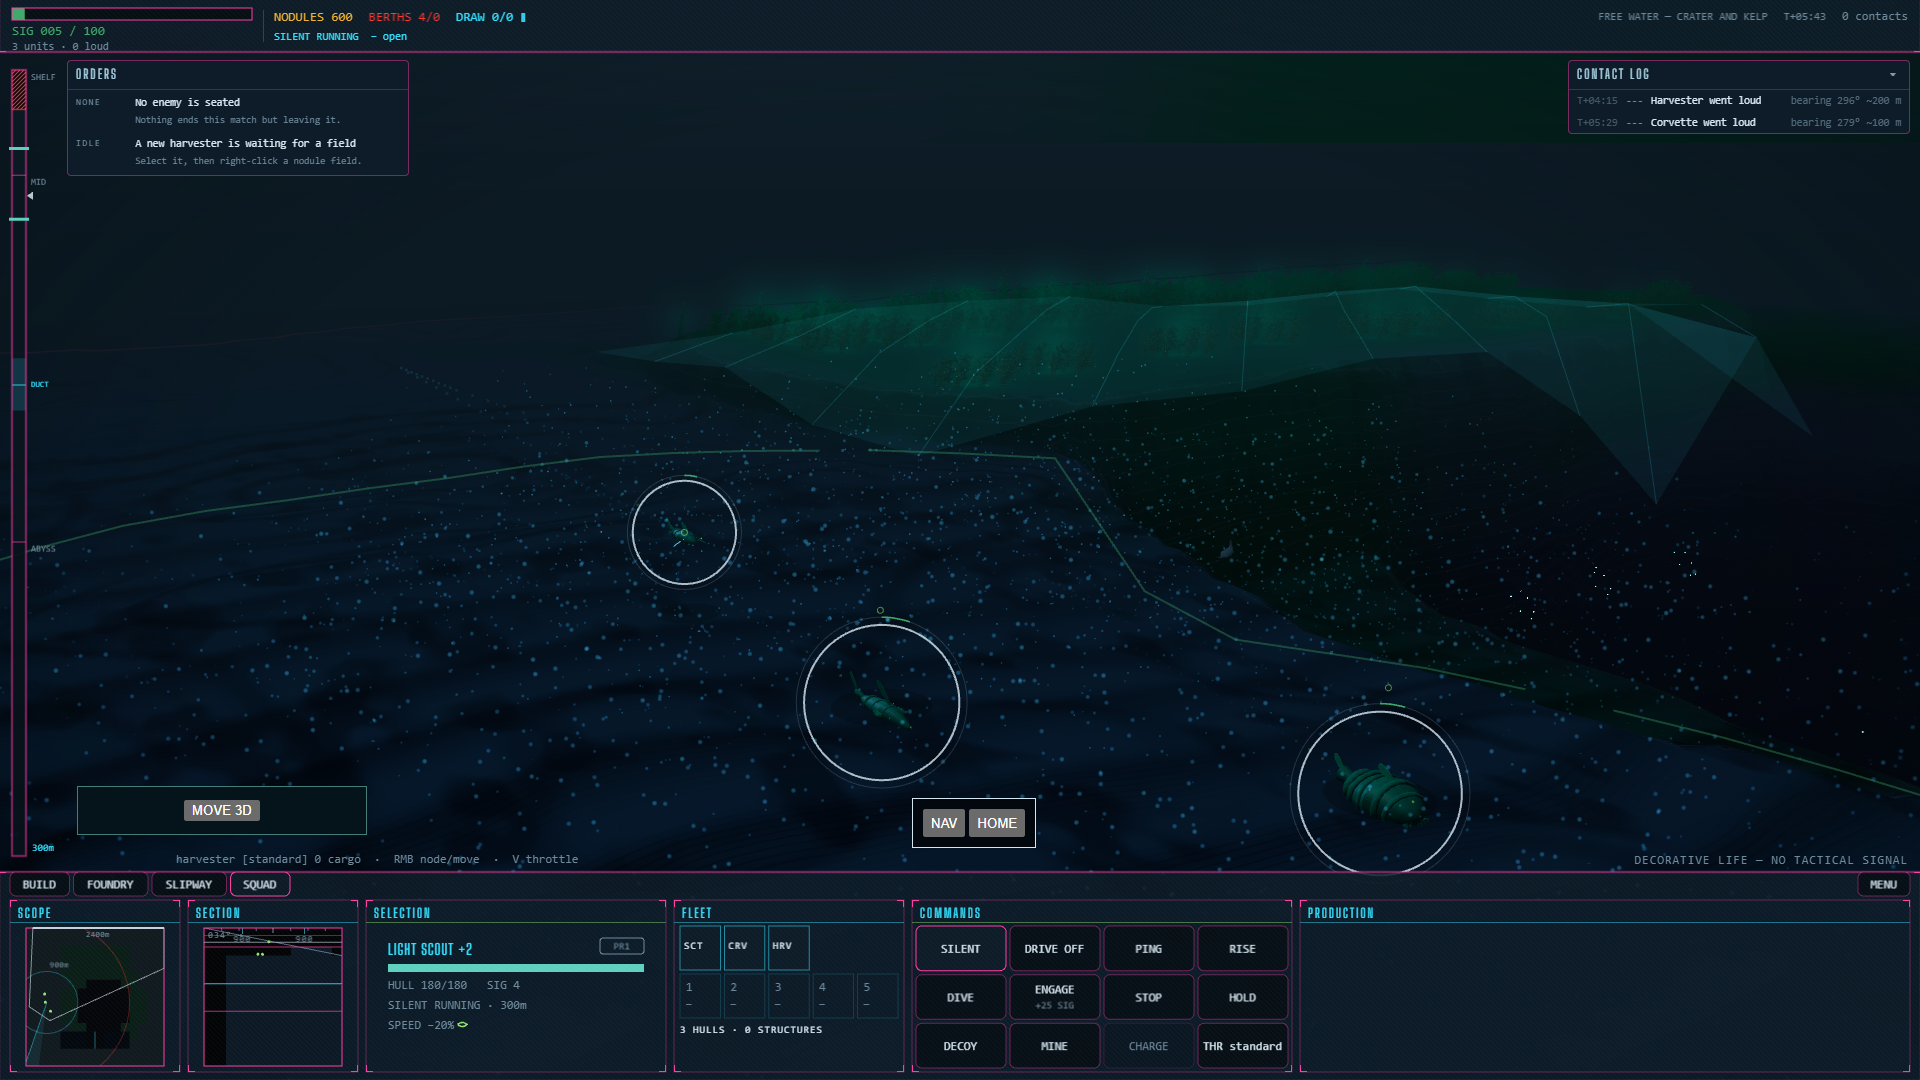 SIG 005 / 100
3 units · 0 loud
NODULES 600 BERTHS 4/0 DRAW 0/0
SILENT RUNNING – open
FREE WATER — CRATER AND KELP T+05:43 0 contacts
SHELF
MID
DUCT
ABYSS
300m
ORDERS
NONE No enemy is seated
Nothing ends this match but leaving it.
IDLE A new harvester is waiting for a field
Select it, then right-click a nodule field.
CONTACT LOG
T+04:15 --- Harvester went loud bearing 296° ~200 m
T+05:29 --- Corvette went loud bearing 279° ~100 m
MOVE 3D
NAV HOME
harvester [standard] 0 cargo · RMB node/move · V throttle
DECORATIVE LIFE — NO TACTICAL SIGNAL
BUILD FOUNDRY SLIPWAY SQUAD
MENU
SCOPE
2400m
900m
SECTION
034°
900 900
SELECTION
LIGHT SCOUT +2
PR1
HULL 180/180 SIG 4
SILENT RUNNING · 300m
SPEED –20%
FLEET
SCT CRV HRV
1 2 3 4 5
– – – – –
3 HULLS · 0 STRUCTURES
COMMANDS
SILENT DRIVE OFF PING RISE
DIVE ENGAGE +25 SIG STOP HOLD
DECOY MINE CHARGE THR standard
PRODUCTION